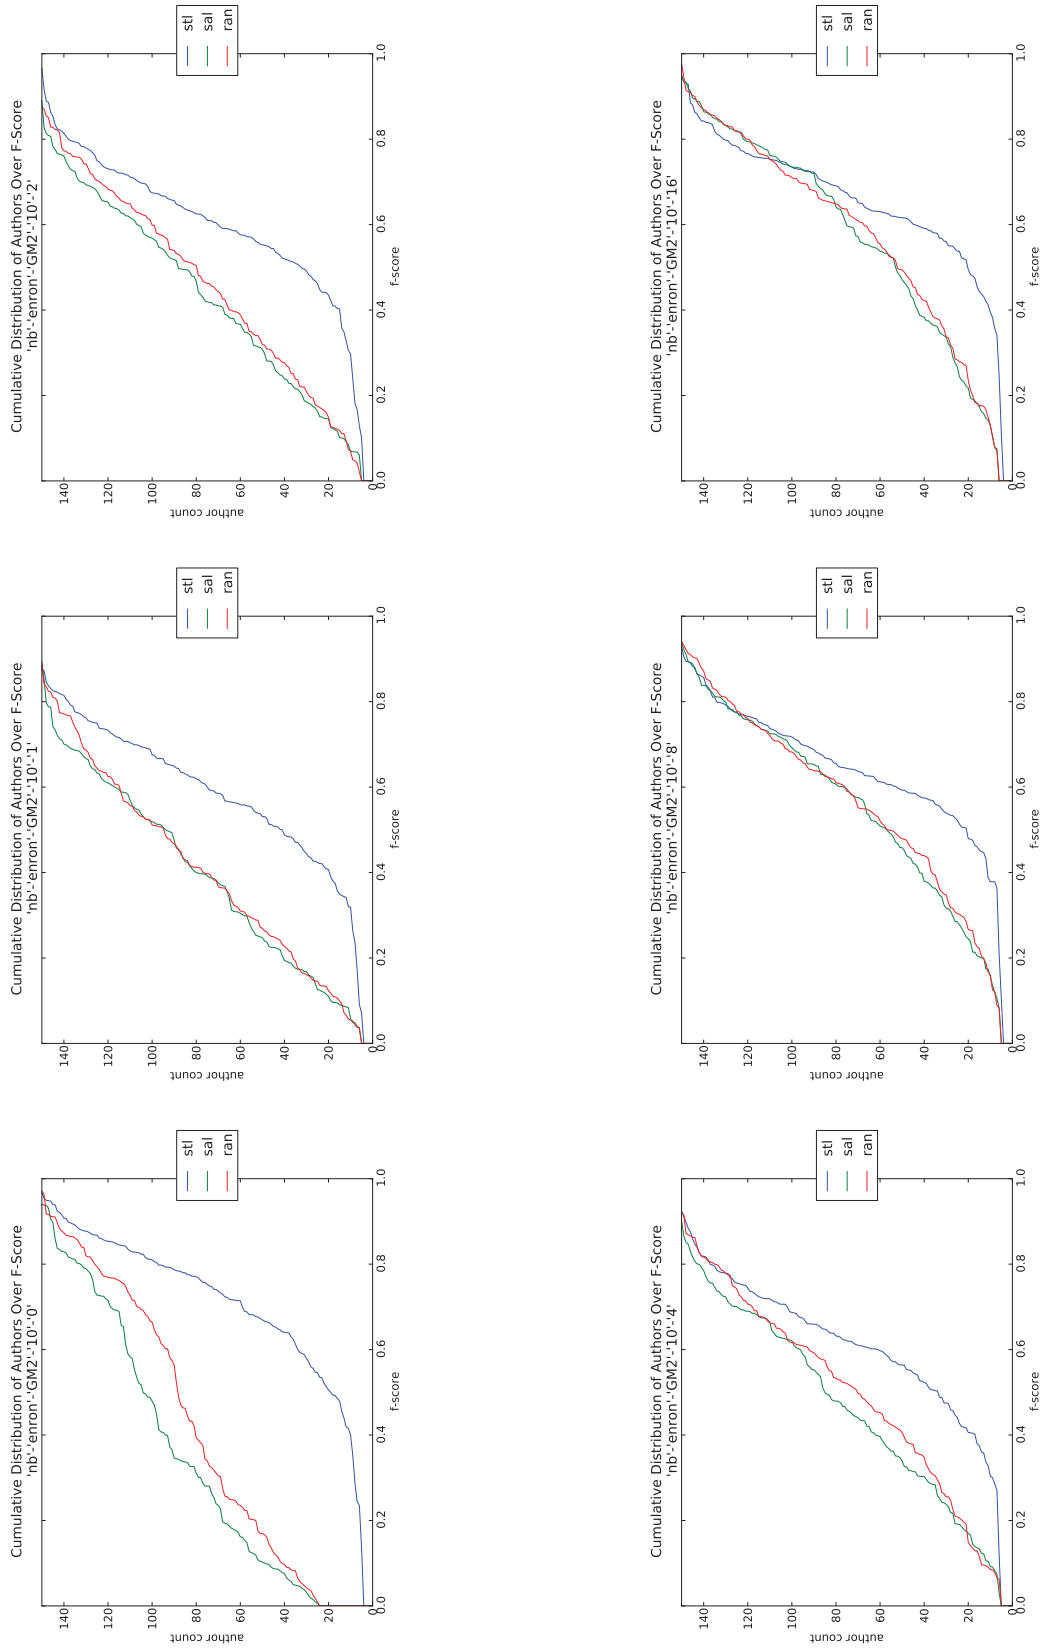 Cumulative Distribution of Authors Over F-Score
'nb'-'enron'-'GM2'-'10'-'0'
author count
140
120
100
80
60
40
20
0
0.0 0.2 0.4 0.6 0.8 1.0
f-score
stl
sal
ran
Cumulative Distribution of Authors Over F-Score
'nb'-'enron'-'GM2'-'10'-'1'
author count
140
120
100
80
60
40
20
0
0.0 0.2 0.4 0.6 0.8 1.0
f-score
stl
sal
ran
Cumulative Distribution of Authors Over F-Score
'nb'-'enron'-'GM2'-'10'-'2'
author count
140
120
100
80
60
40
20
0
0.0 0.2 0.4 0.6 0.8 1.0
f-score
stl
sal
ran
Cumulative Distribution of Authors Over F-Score
'nb'-'enron'-'GM2'-'10'-'4'
author count
140
120
100
80
60
40
20
0
0.0 0.2 0.4 0.6 0.8 1.0
f-score
stl
sal
ran
Cumulative Distribution of Authors Over F-Score
'nb'-'enron'-'GM2'-'10'-'8'
author count
140
120
100
80
60
40
20
0
0.0 0.2 0.4 0.6 0.8 1.0
f-score
stl
sal
ran
Cumulative Distribution of Authors Over F-Score
'nb'-'enron'-'GM2'-'10'-'16'
author count
140
120
100
80
60
40
20
0
0.0 0.2 0.4 0.6 0.8 1.0
f-score
stl
sal
ran